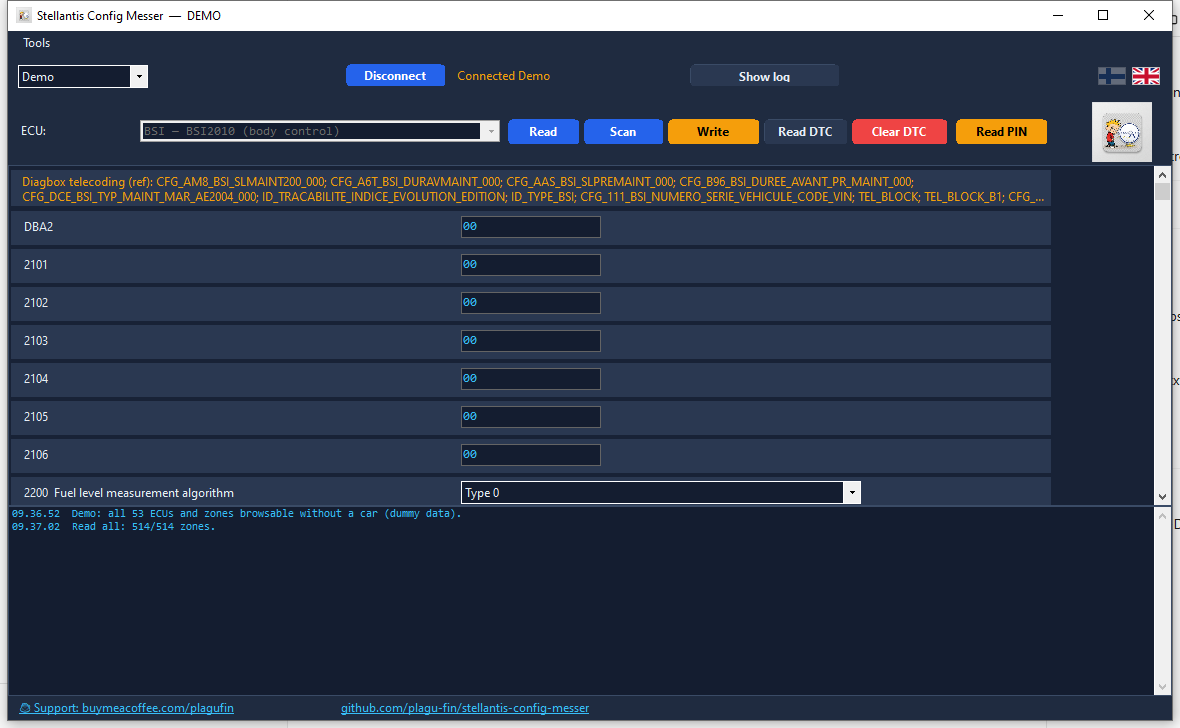 Stellantis Config Messer — DEMO
Tools
Demo
Disconnect
Connected Demo
Show log
ECU:
BSI — BSI2010 (body control)
Read
Scan
Write
Read DTC
Clear DTC
Read PIN
Diagbox telecoding (ref): CFG_AM8_BSI_SLMAINT200_000; CFG_A6T_BSI_DURAVMAINT_000; CFG_AAS_BSI_SLPREMAINT_000; CFG_B96_BSI_DUREE_AVANT_PR_MAINT_000;
CFG_DCE_BSI_TYP_MAINT_MAR_AE2004_000; ID_TRACABILITE_INDICE_EVOLUTION_EDITION; ID_TYPE_BSI; CFG_111_BSI_NUMERO_SERIE_VEHICULE_CODE_VIN; TEL_BLOCK; TEL_BLOCK_B1; CFG_...
DBA2 00
2101 00
2102 00
2103 00
2104 00
2105 00
2106 00
2200 Fuel level measurement algorithm Type 0
09.36.52 Demo: all 53 ECUs and zones browsable without a car (dummy data).
09.37.02 Read all: 514/514 zones.
Support: buymeacoffee.com/plagufin
github.com/plagu-fin/stellantis-config-messer